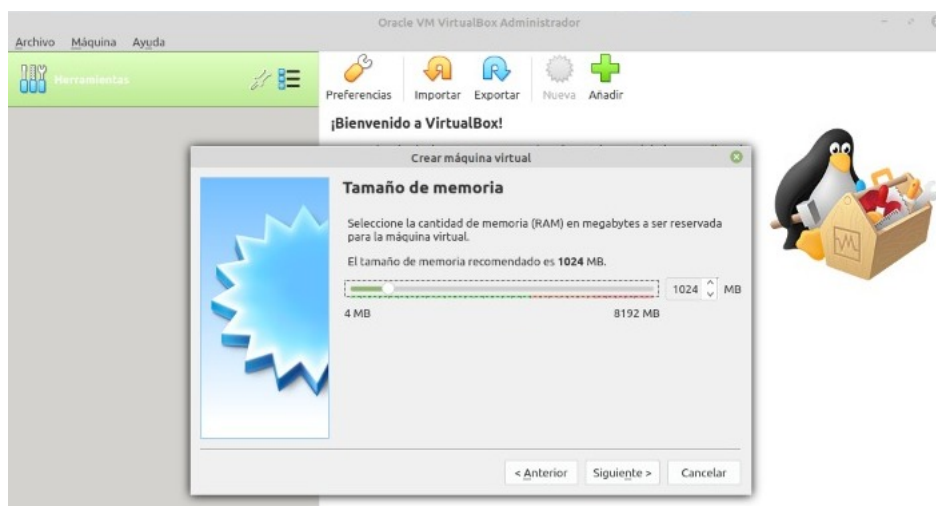 Oracle VM VirtualBox Administrador
Archivo Máquina Ayuda
Herramientas
Preferencias Importar Exportar Nueva Añadir
¡Bienvenido a VirtualBox!
Crear máquina virtual
Tamaño de memoria
Seleccione la cantidad de memoria (RAM) en megabytes a ser reservada
para la máquina virtual.
El tamaño de memoria recomendado es 1024 MB.
1024 MB
4 MB 8192 MB
< Anterior Siguiente > Cancelar